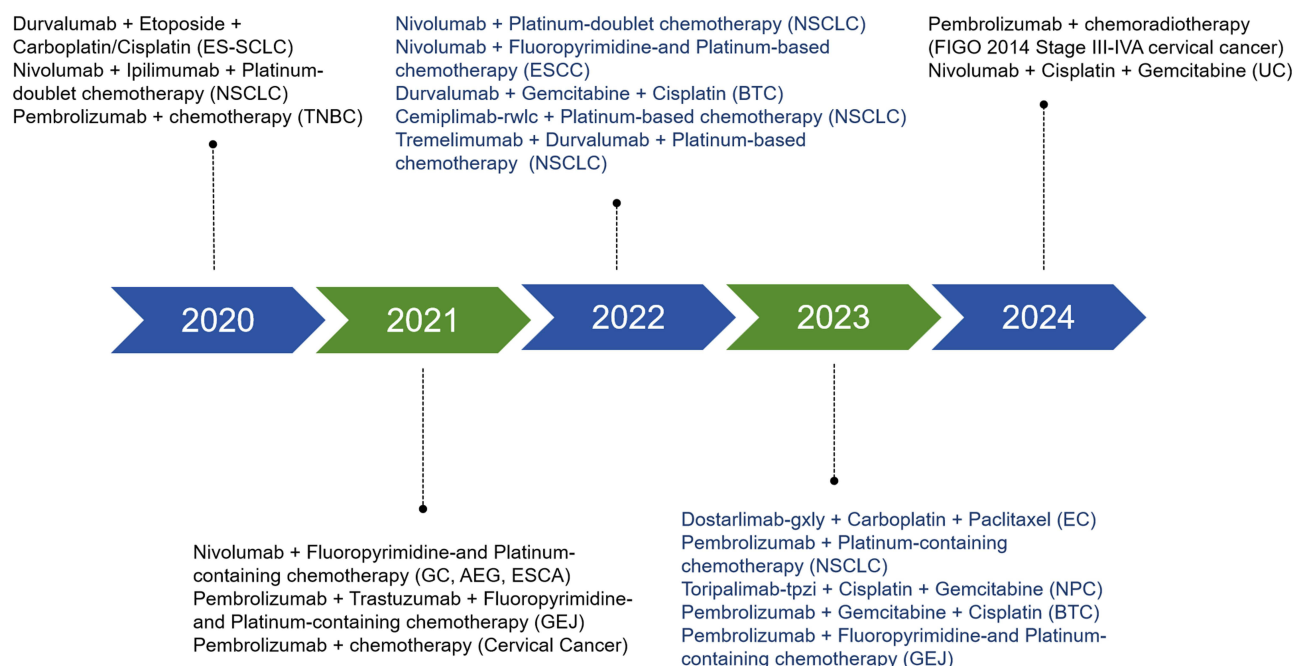 Durvalumab + Etoposide +
Carboplatin/Cisplatin (ES-SCLC)
Nivolumab + Ipilimumab + Platinum-
doublet chemotherapy (NSCLC)
Pembrolizumab + chemotherapy (TNBC)
Nivolumab + Platinum-doublet chemotherapy (NSCLC)
Nivolumab + Fluoropyrimidine-and Platinum-based
chemotherapy (ESCC)
Durvalumab + Gemcitabine + Cisplatin (BTC)
Cemiplimab-rwlc + Platinum-based chemotherapy (NSCLC)
Tremelimumab + Durvalumab + Platinum-based
chemotherapy (NSCLC)
Pembrolizumab + chemoradiotherapy
(FIGO 2014 Stage III-IVA cervical cancer)
Nivolumab + Cisplatin + Gemcitabine (UC)
2020
2021
2022
2023
2024
Nivolumab + Fluoropyrimidine-and Platinum-
containing chemotherapy (GC, AEG, ESCA)
Pembrolizumab + Trastuzumab + Fluoropyrimidine-
and Platinum-containing chemotherapy (GEJ)
Pembrolizumab + chemotherapy (Cervical Cancer)
Dostarlimab-gxly + Carboplatin + Paclitaxel (EC)
Pembrolizumab + Platinum-containing
chemotherapy (NSCLC)
Toripalimab-tpzi + Cisplatin + Gemcitabine (NPC)
Pembrolizumab + Gemcitabine + Cisplatin (BTC)
Pembrolizumab + Fluoropyrimidine-and Platinum-
containing chemotherapy (GEJ)